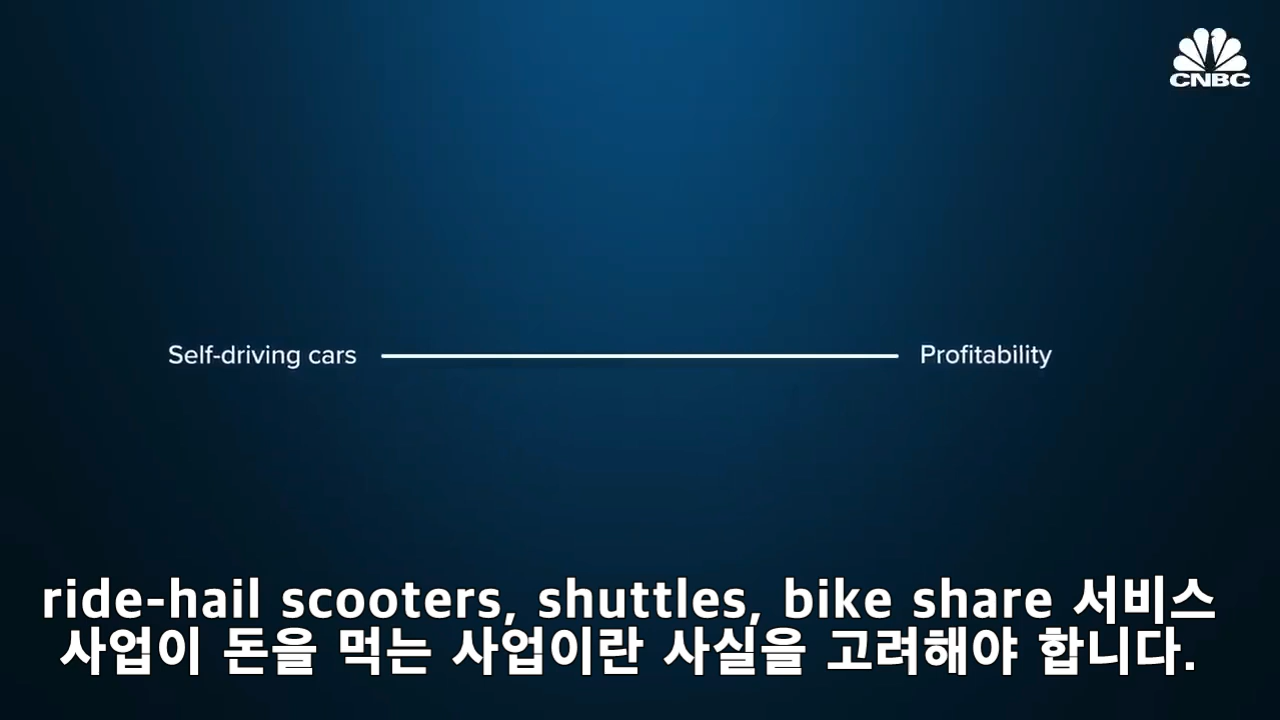 CNBC
Self-driving cars
Profitability
ride-hail scooters, shuttles, bike share 서비스
사업이 돈을 먹는 사업이란 사실을 고려해야 합니다.